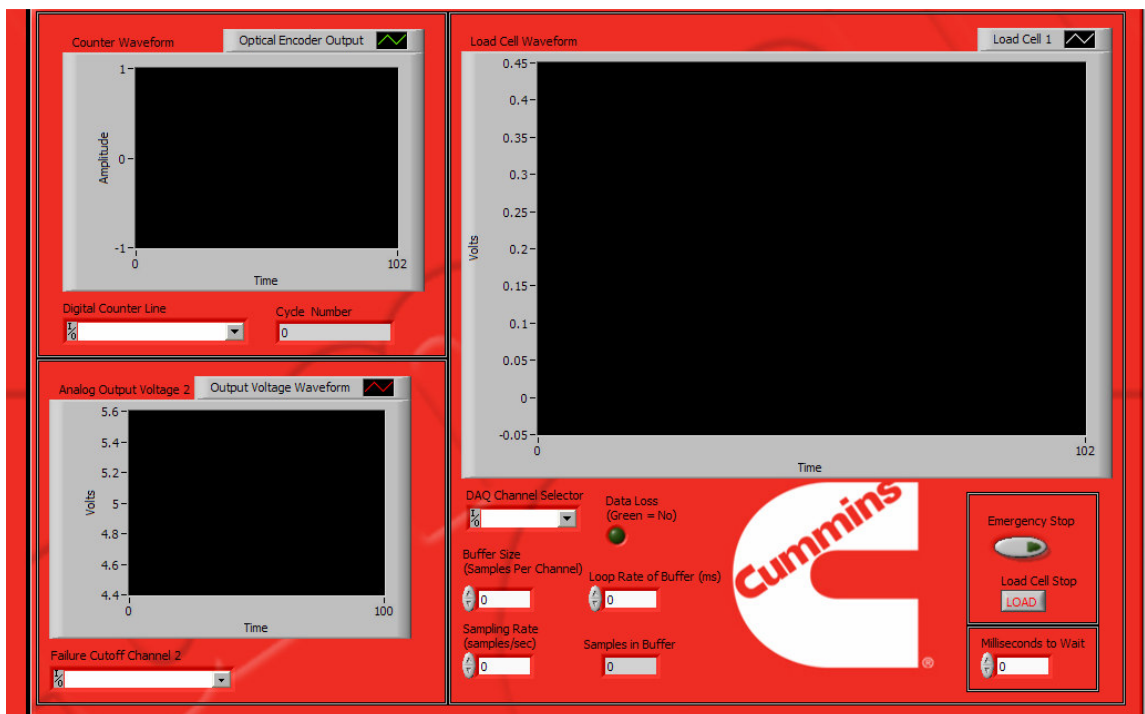 Counter Waveform
Optical Encoder Output
1
Amplitude
0
-1
0
102
Time
Digital Counter Line
Cycle Number
0
Analog Output Voltage 2
Output Voltage Waveform
5.6
5.4
5.2
Volts
5
4.8
4.6
4.4
0
100
Time
Failure Cutoff Channel 2
Load Cell Waveform
Load Cell 1
0.45
0.4
0.35
0.3
0.25
Volts
0.2
0.15
0.1
0.05
0
-0.05
0
102
Time
DAQ Channel Selector
Data Loss
(Green = No)
Buffer Size
(Samples Per Channel)
0
Loop Rate of Buffer (ms)
0
Sampling Rate
(samples/sec)
0
Samples in Buffer
0
Cummins
®
Emergency Stop
Load Cell Stop
LOAD
Milliseconds to Wait
0